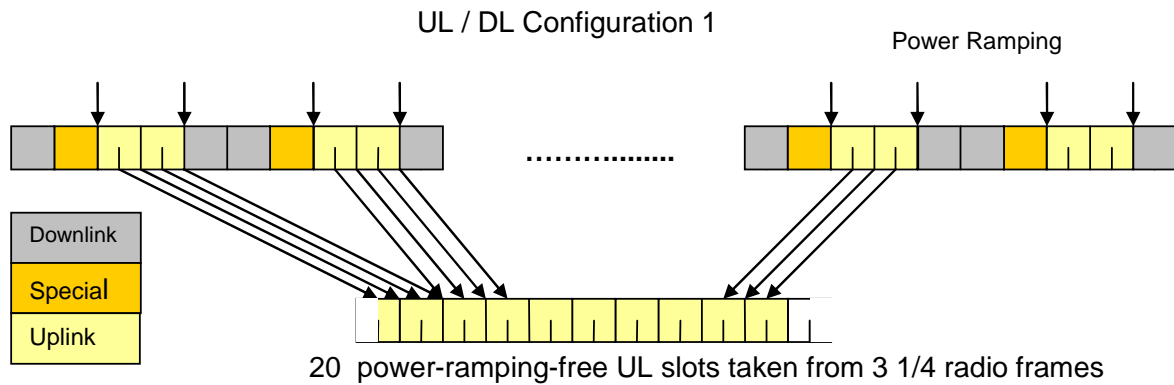 UL / DL Configuration 1
Power Ramping
………........
Downlink
Special
Uplink
20 power-ramping-free UL slots taken from 3 1/4 radio frames